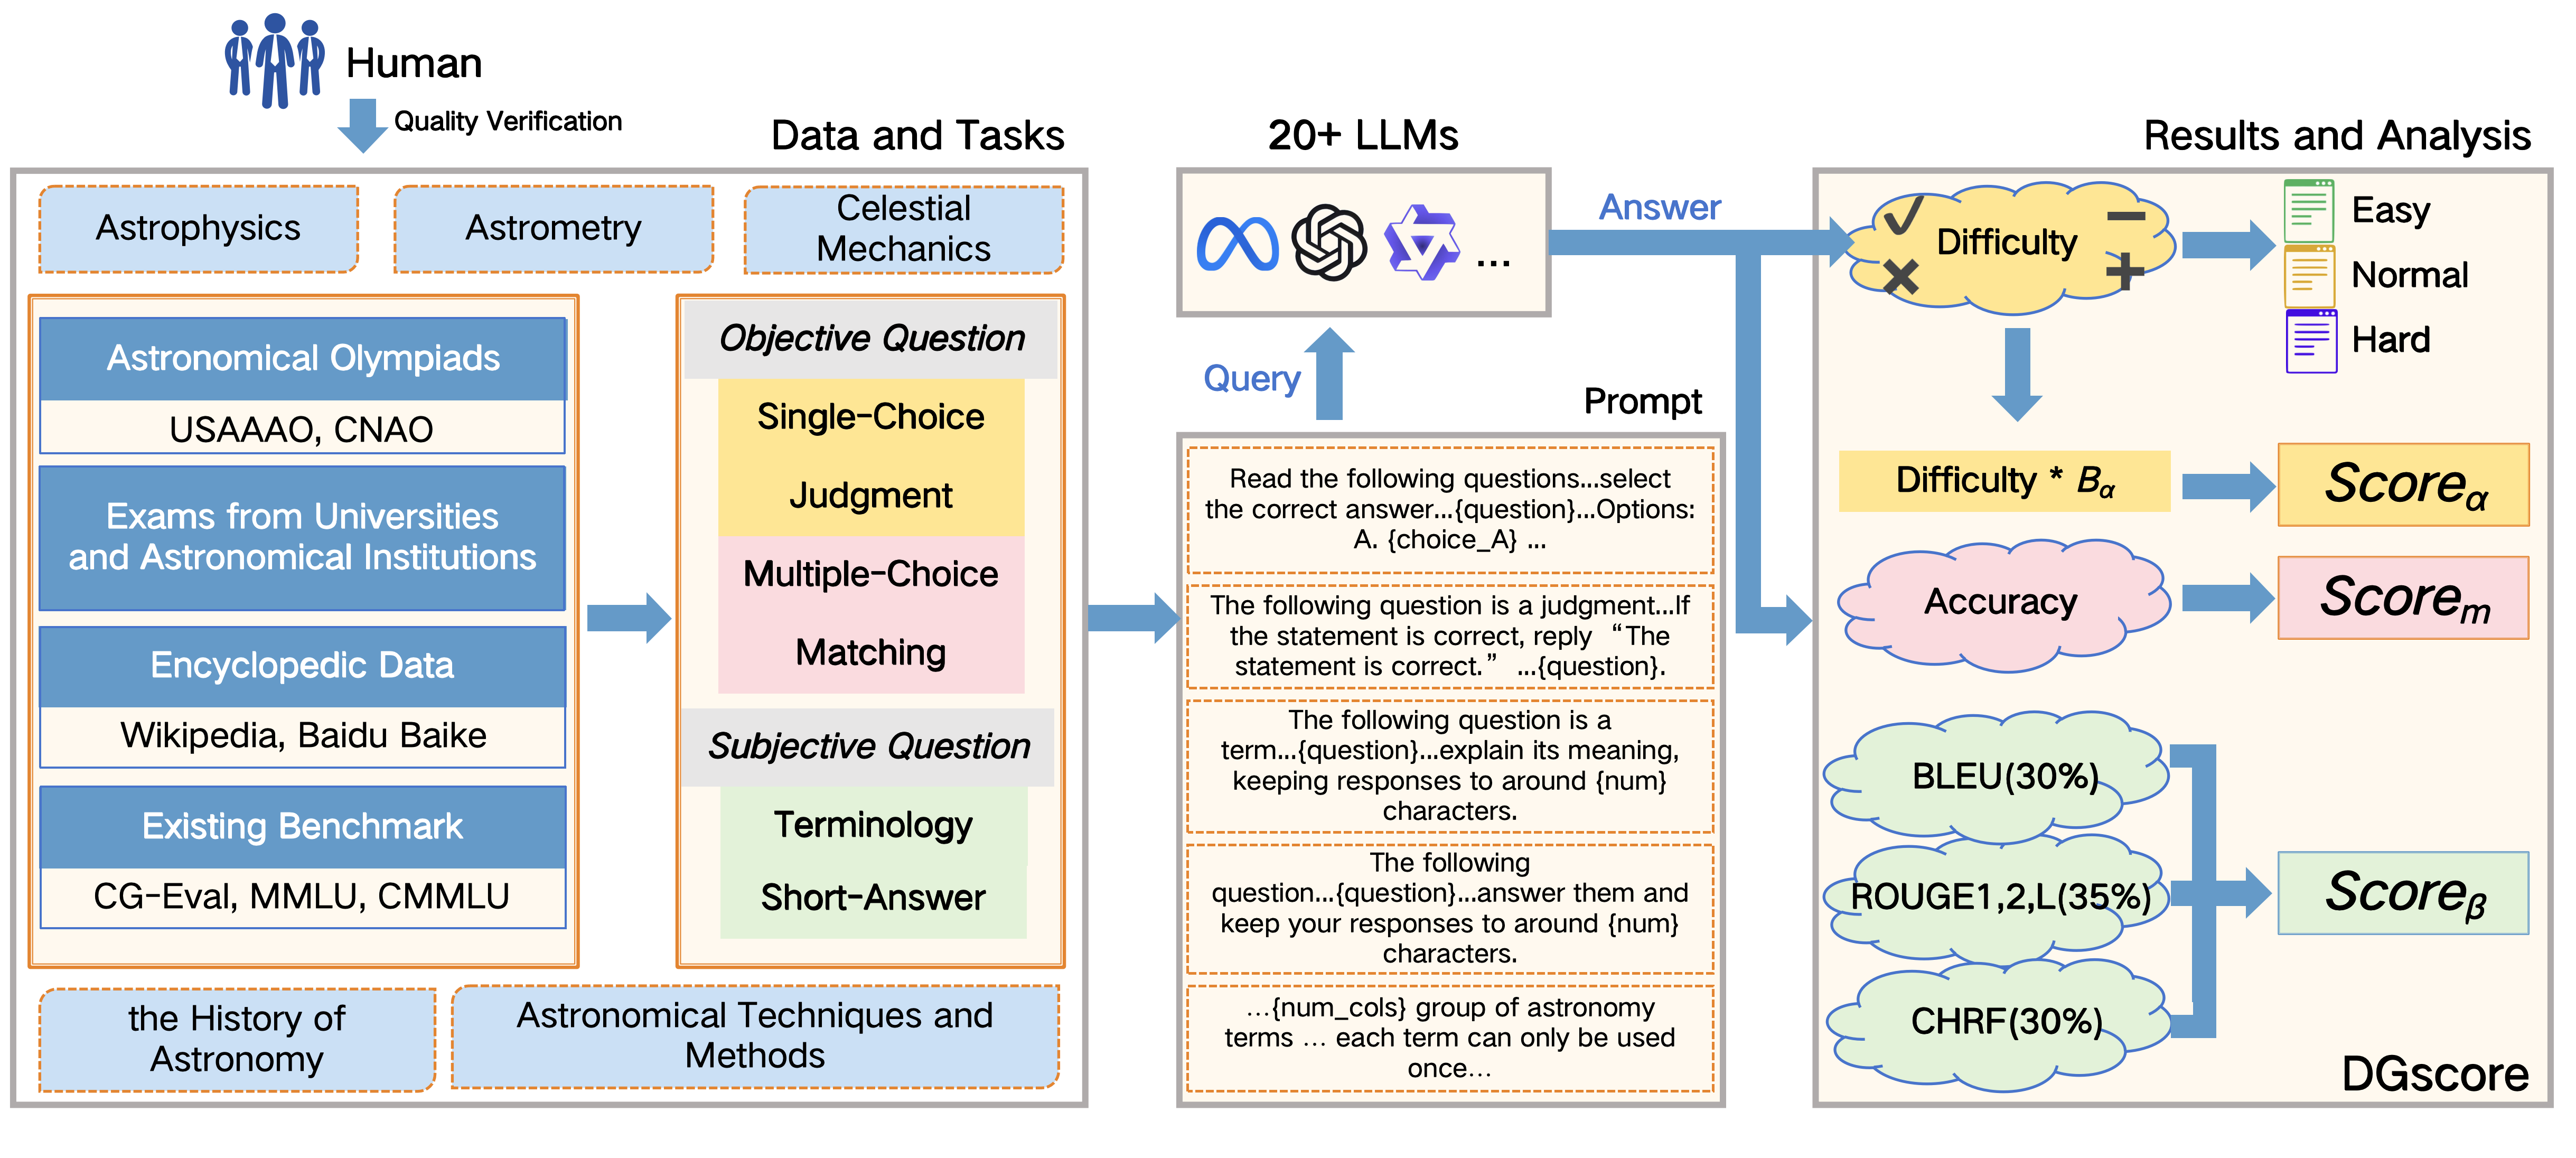 Human
Quality Verification
Data and Tasks
Astrophysics
Astrometry
Celestial
Mechanics
Astronomical Olympiads
USAAAO, CNAO
Exams from Universities
and Astronomical Institutions
Encyclopedic Data
Wikipedia, Baidu Baike
Existing Benchmark
CG-Eval, MMLU, CMMLU
Objective Question
Single-Choice
Judgment
Multiple-Choice
Matching
Subjective Question
Terminology
Short-Answer
the History of
Astronomy
Astronomical Techniques and
Methods
20+ LLMs
...
Answer
Query
Prompt
Read the following questions...select
the correct answer...{question}...Options:
A. {choice_A} ...
The following question is a judgment...If
the statement is correct, reply “The
statement is correct.” ...{question}.
The following question is a
term...{question}...explain its meaning,
keeping responses to around {num}
characters.
The following
question...{question}...answer them and
keep your responses to around {num}
characters.
...{num_cols} group of astronomy
terms ... each term can only be used
once...
Results and Analysis
Difficulty
Easy
Normal
Hard
Difficulty * Bα
Scoreα
Accuracy
Scorem
BLEU(30%)
ROUGE1,2,L(35%)
CHRF(30%)
Scoreβ
DGscore